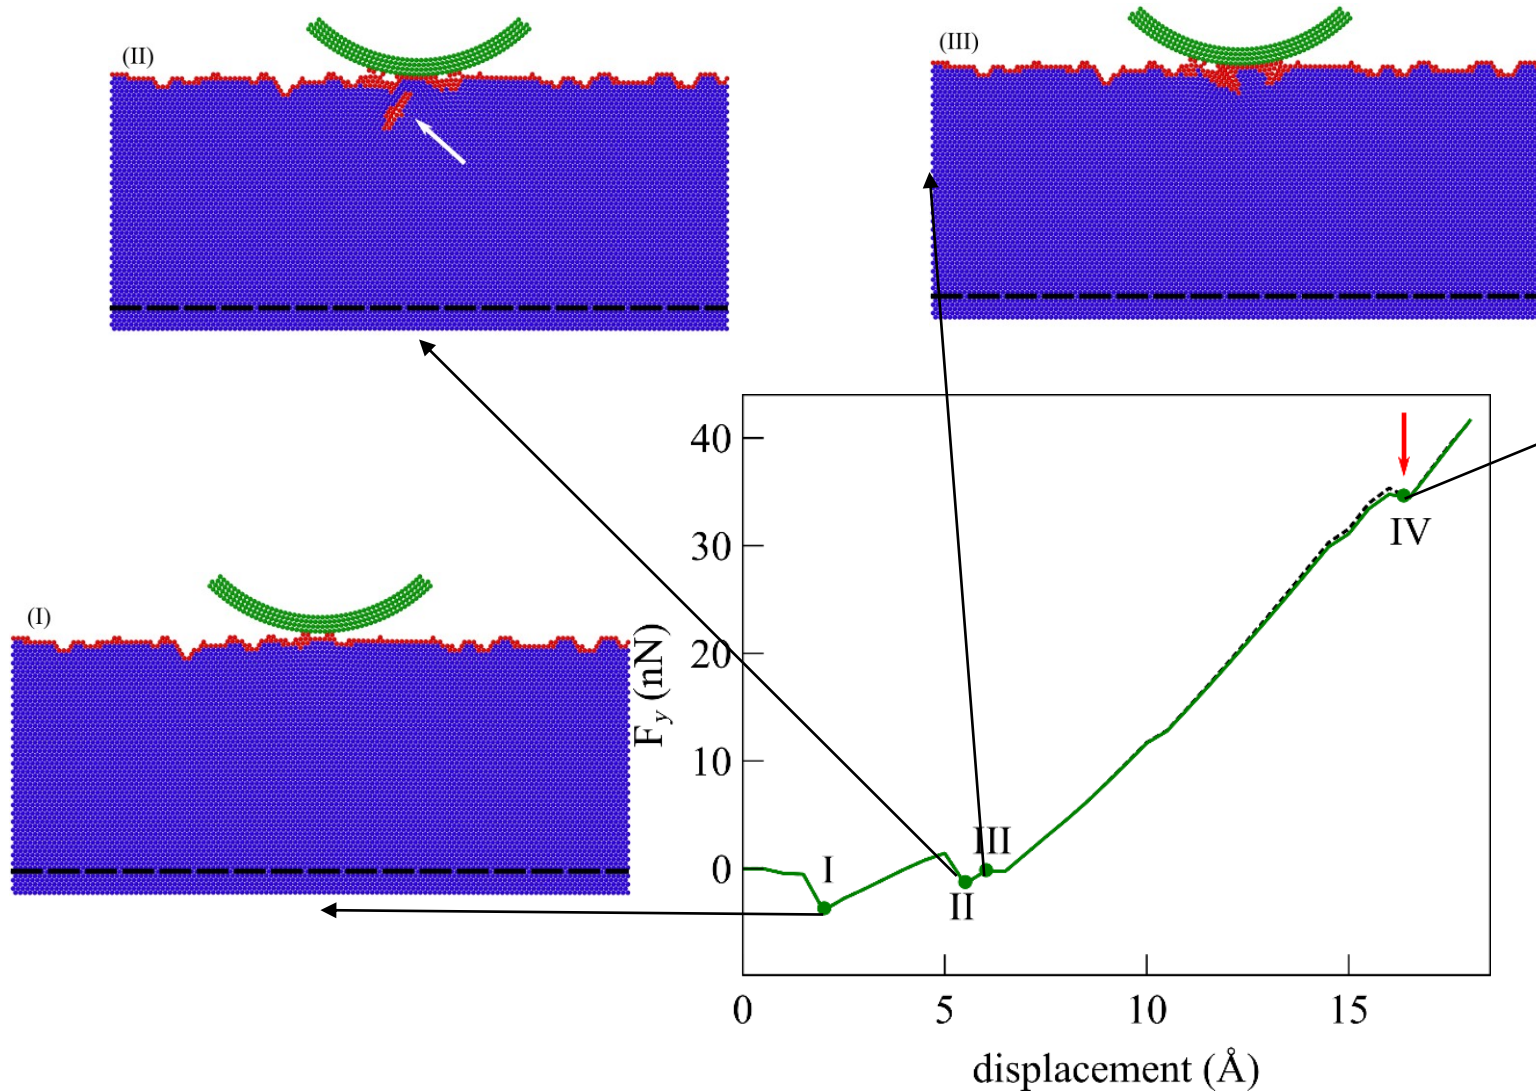 (II)
(III)
(I)
F_y (nN)
40
30
20
10
0
I
II
III
IV
0 5 10 15
displacement (Å)